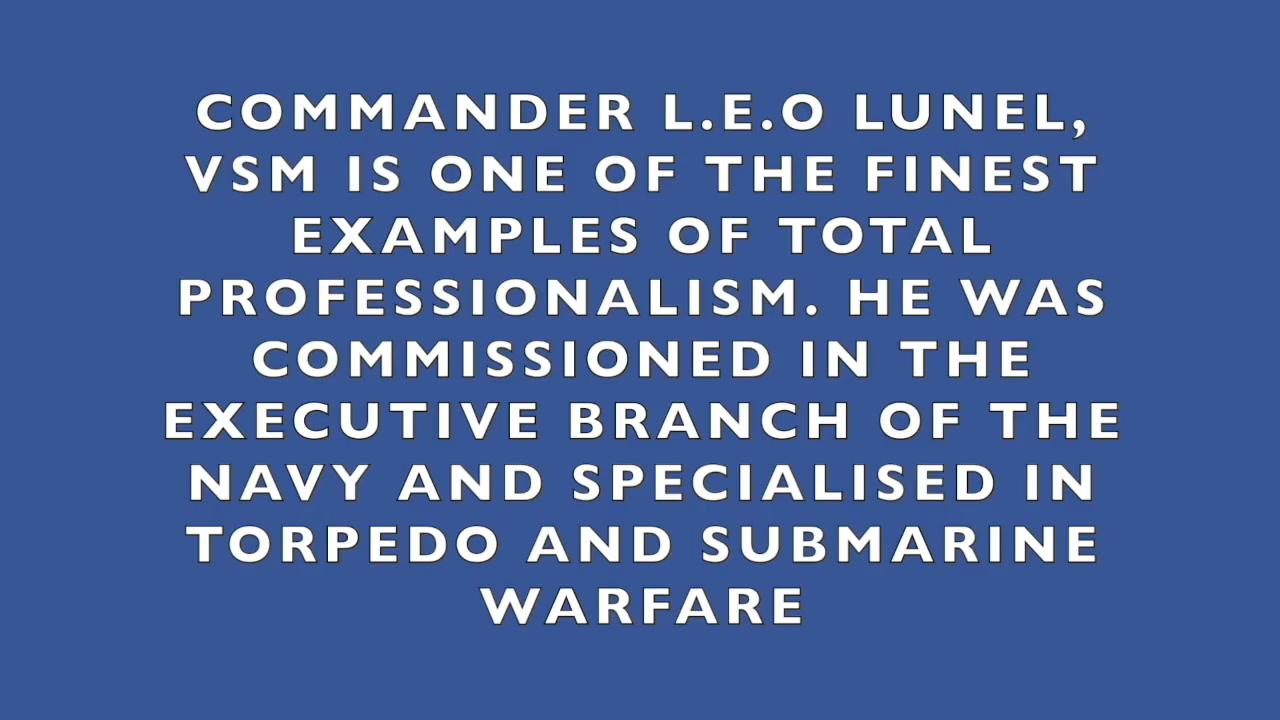 COMMANDER L.E.O LUNEL,
VSM IS ONE OF THE FINEST
EXAMPLES OF TOTAL
PROFESSIONALISM. HE WAS
COMMISSIONED IN THE
EXECUTIVE BRANCH OF THE
NAVY AND SPECIALISED IN
TORPEDO AND SUBMARINE
WARFARE